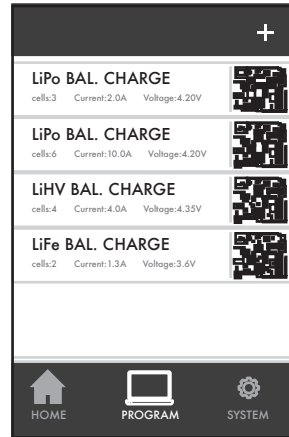 +
LiPo BAL. CHARGE
cells:3 Current:2.0A Voltage:4.20V
LiPo BAL. CHARGE
cells:6 Current:10.0A Voltage:4.20V
LiHV BAL. CHARGE
cells:4 Current:4.0A Voltage:4.35V
LiFe BAL. CHARGE
cells:2 Current:1.3A Voltage:3.6V
HOME PROGRAM SYSTEM